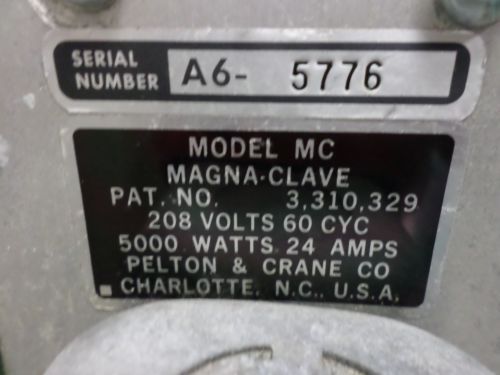 SERIAL
NUMBER
A6- 5776
MODEL MC
MAGNA-CLAVE
PAT. NO. 3,310,329
208 VOLTS 60 CYC
5000 WATTS 24 AMPS
PELTON & CRANE CO
CHARLOTTE, N.C., U.S.A.